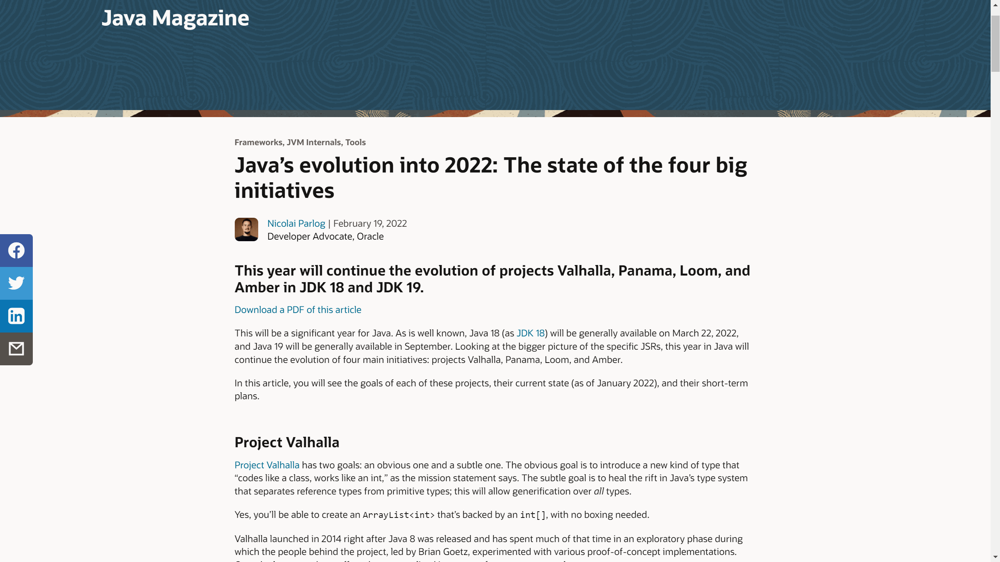 Java Magazine
Frameworks, JVM Internals, Tools
Java’s evolution into 2022: The state of the four big
initiatives
Nicolai Parlog | February 19, 2022
Developer Advocate, Oracle
This year will continue the evolution of projects Valhalla, Panama, Loom, and
Amber in JDK 18 and JDK 19.
Download a PDF of this article
This will be a significant year for Java. As is well known, Java 18 (as JDK 18) will be generally available on March 22, 2022,
and Java 19 will be generally available in September. Looking at the bigger picture of the specific JSRs, this year in Java will
continue the evolution of four main initiatives: projects Valhalla, Panama, Loom, and Amber.
In this article, you will see the goals of each of these projects, their current state (as of January 2022), and their short-term
plans.
Project Valhalla
Project Valhalla has two goals: an obvious one and a subtle one. The obvious goal is to introduce a new kind of type that
“codes like a class, works like an int,” as the mission statement says. The subtle goal is to heal the rift in Java’s type system
that separates reference types from primitive types; this will allow generification over all types.
Yes, you’ll be able to create an ArrayList<int> that’s backed by an int[], with no boxing needed.
Valhalla launched in 2014 right after Java 8 was released and has spent much of that time in an exploratory phase during
which the people behind the project, led by Brian Goetz, experimented with various proof-of-concept implementations.